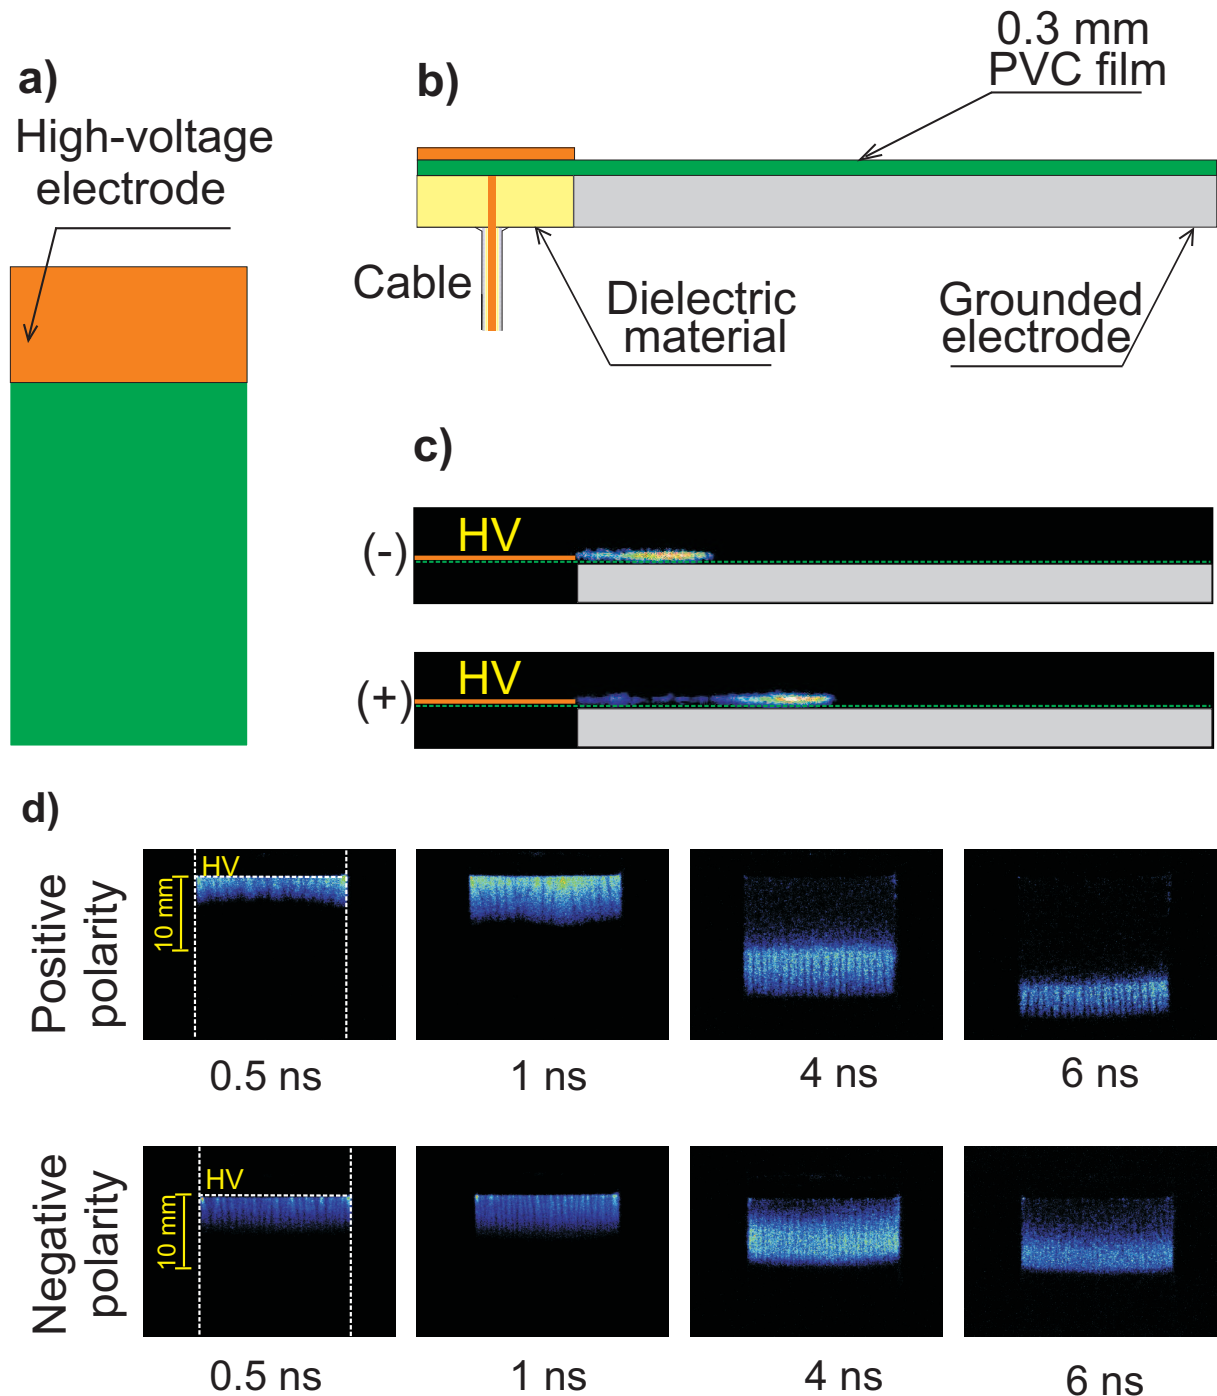 a)
High-voltage
electrode
b)
0.3 mm
PVC film
Cable
Dielectric
material
Grounded
electrode
c)
(-)
HV
(+)
HV
d)
Positive
polarity
HV
10 mm
0.5 ns
1 ns
4 ns
6 ns
Negative
polarity
HV
10 mm
0.5 ns
1 ns
4 ns
6 ns